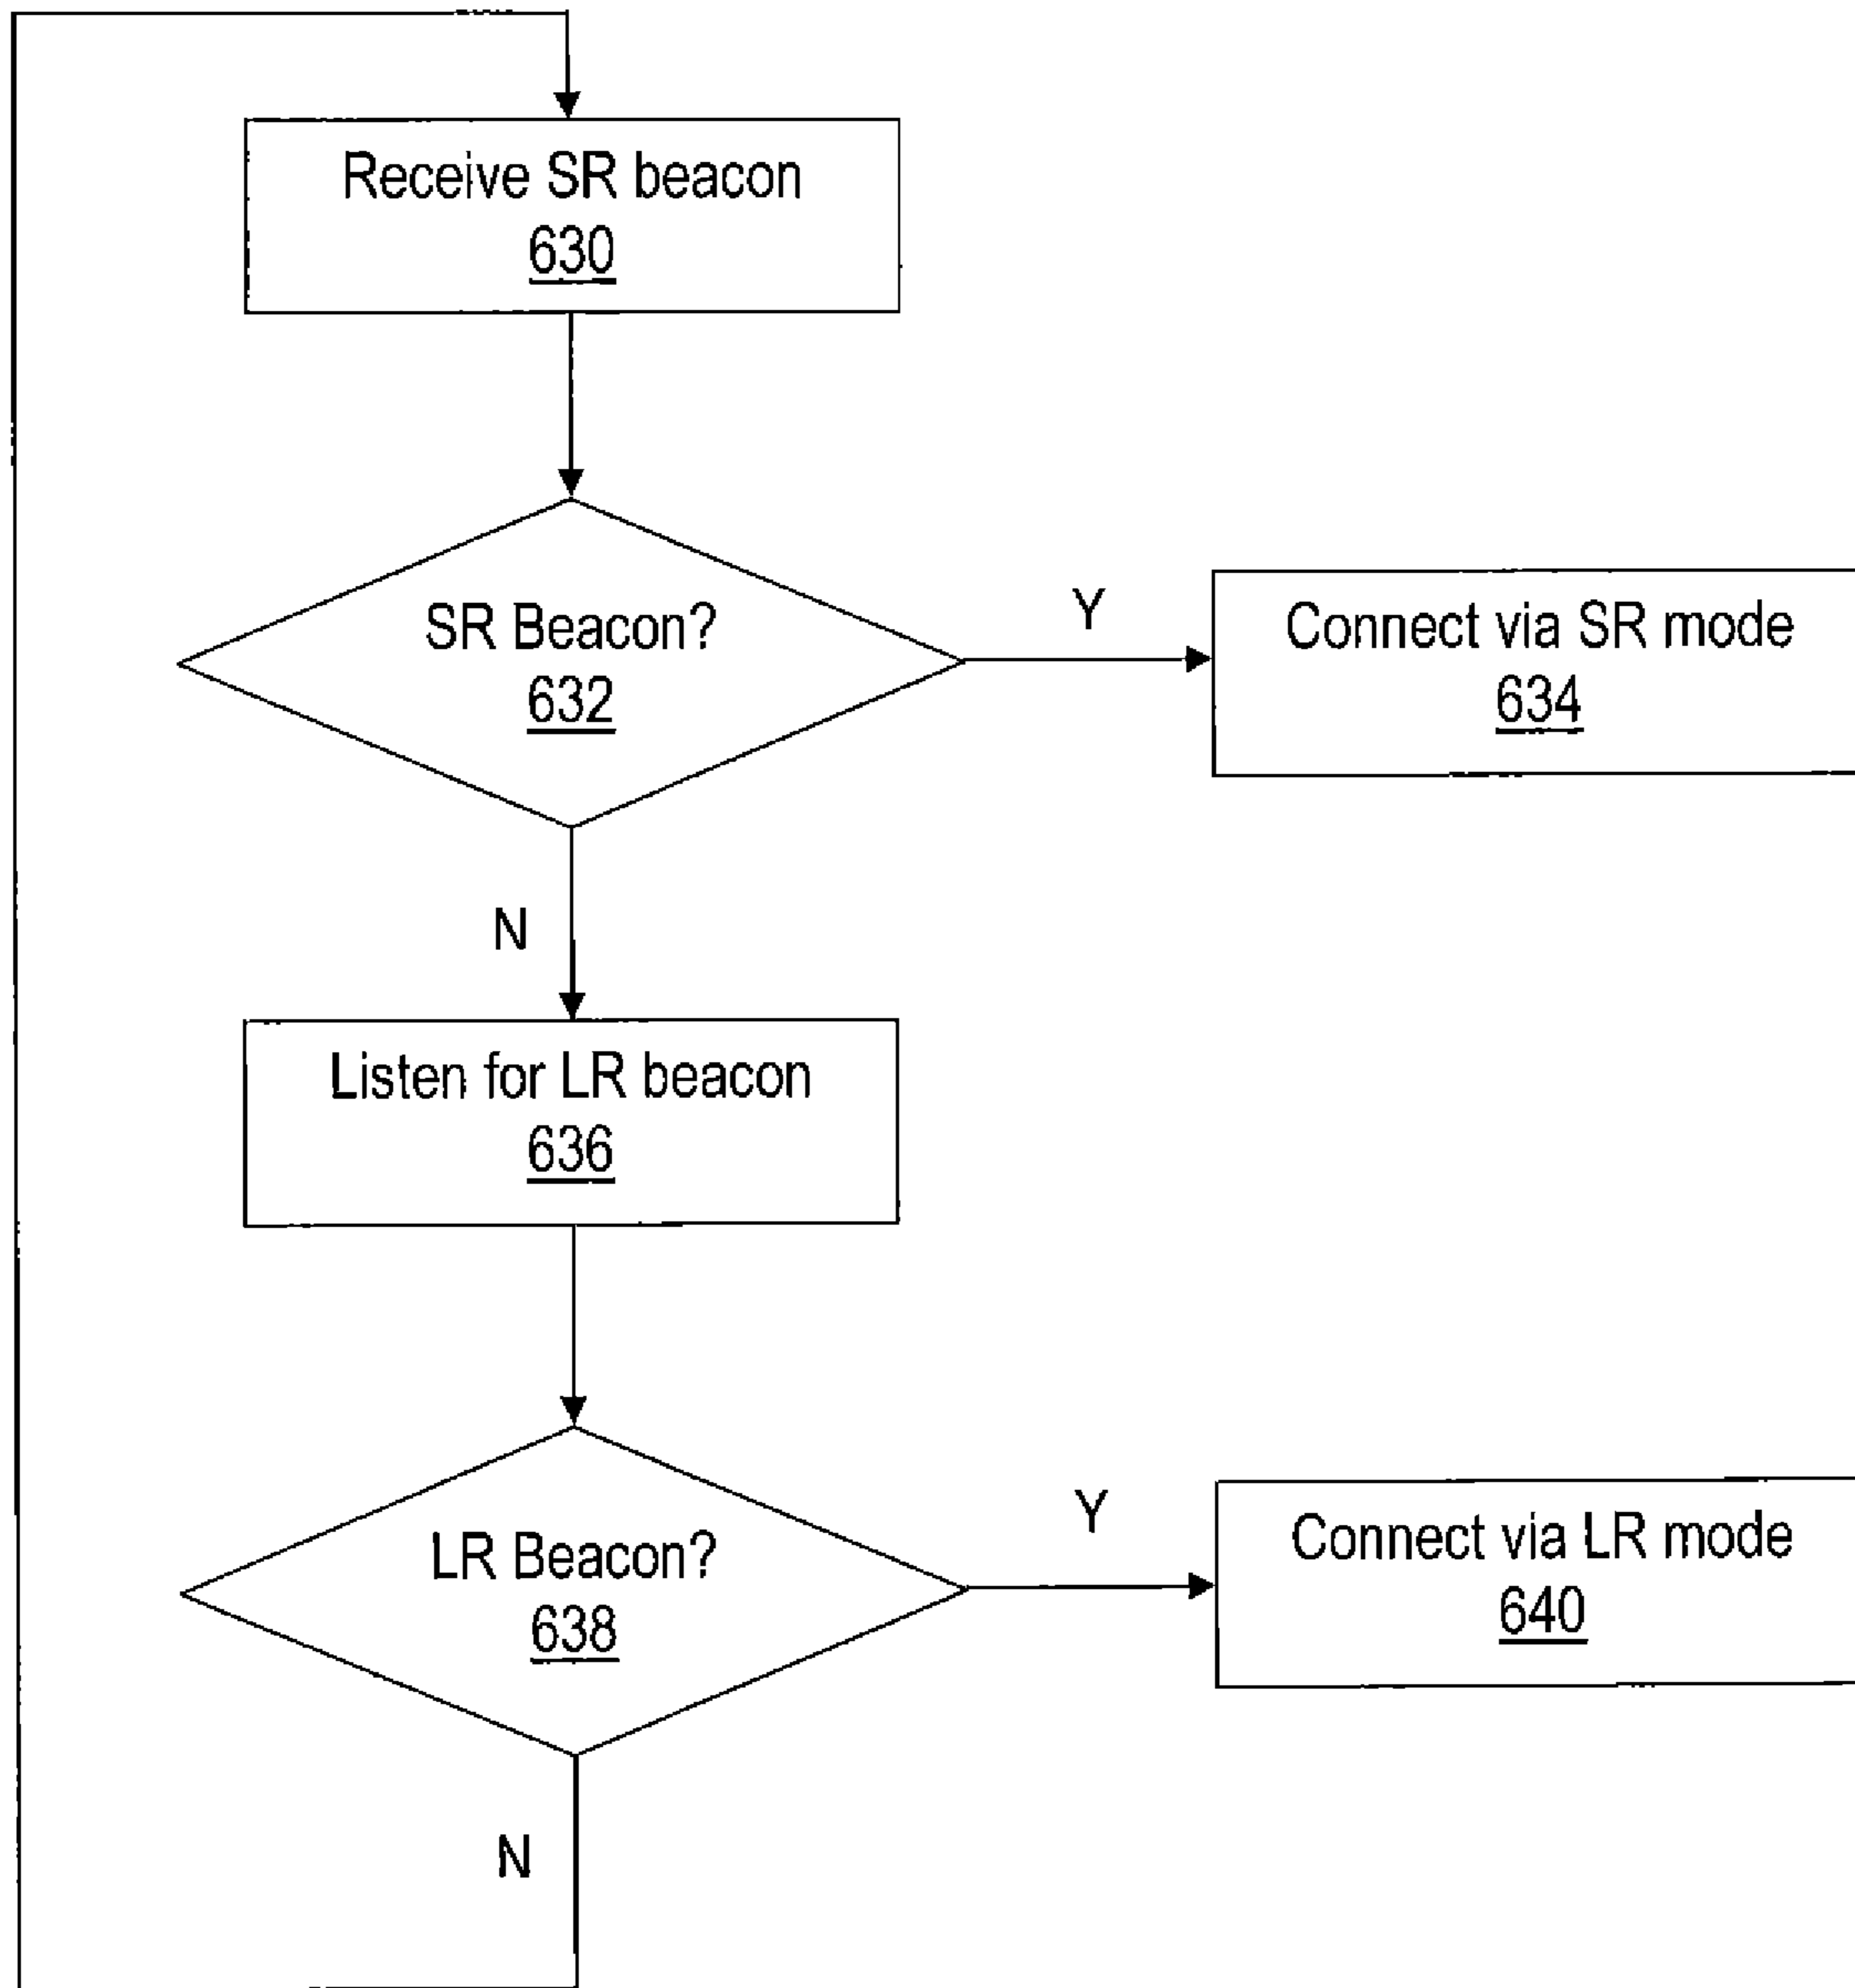 Receive SR beacon
630
SR Beacon?
632
Y
Connect via SR mode
634
N
Listen for LR beacon
636
LR Beacon?
638
Y
Connect via LR mode
640
N